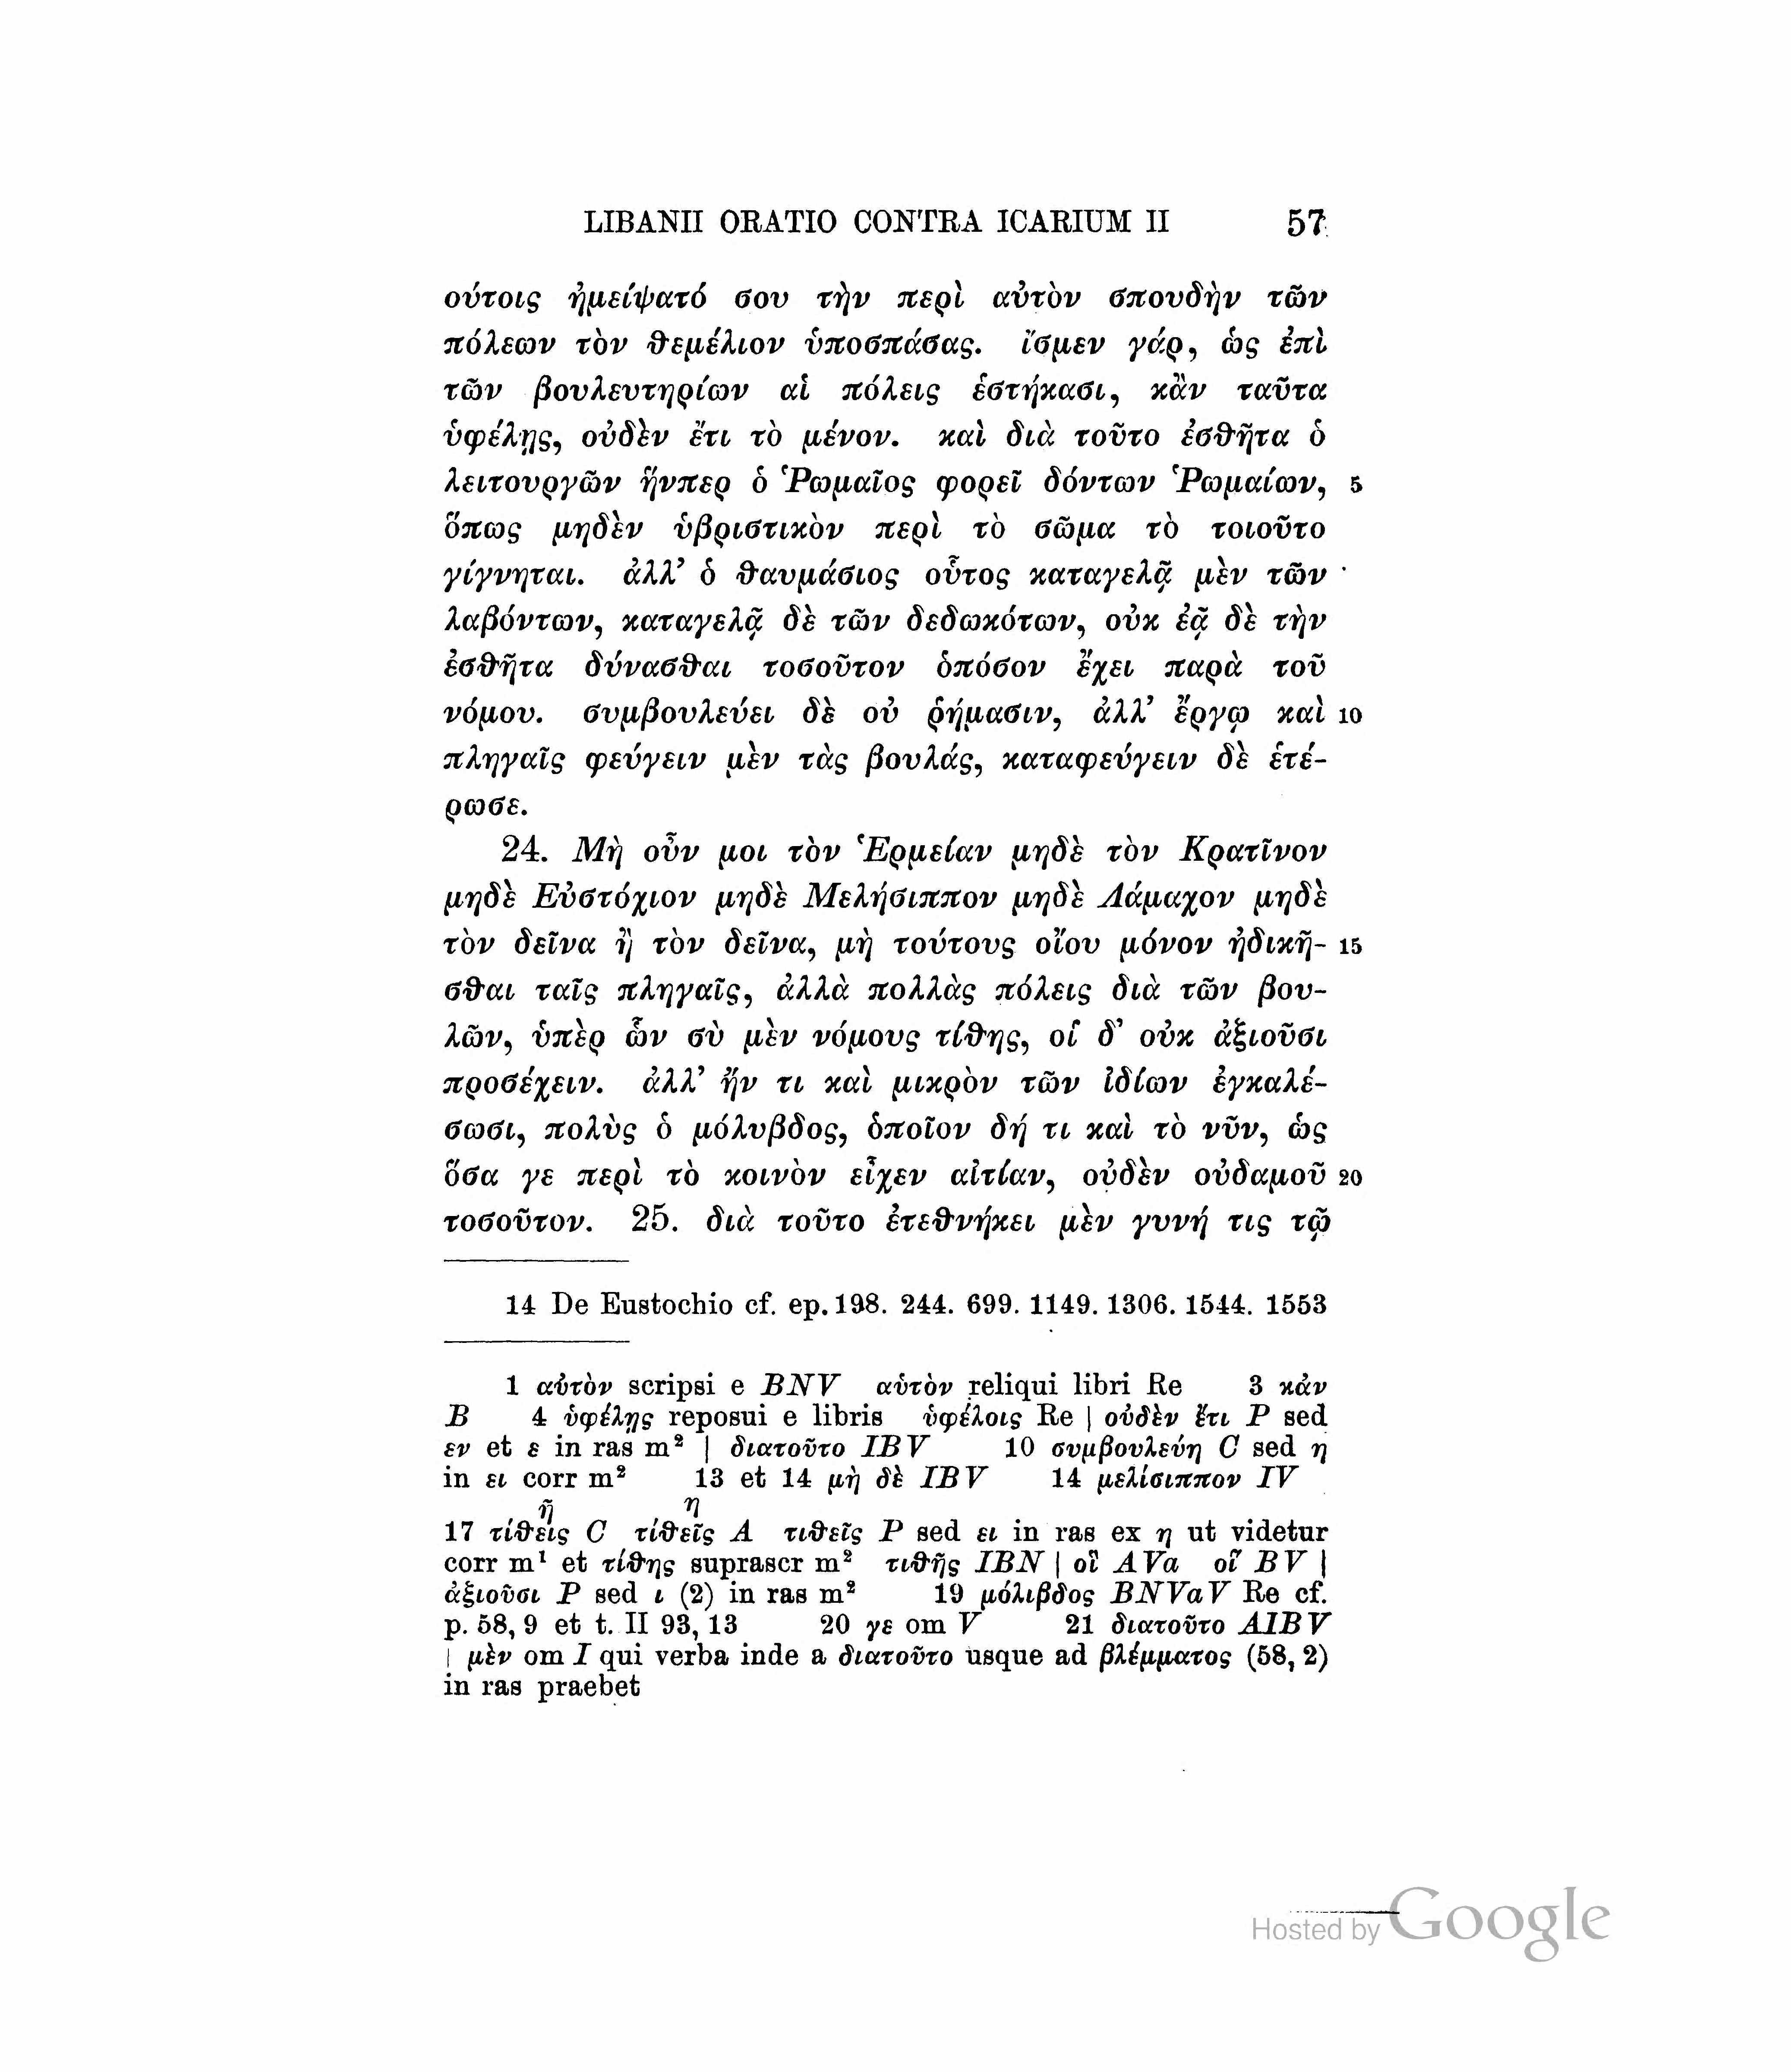 LIBANII ORATIO CONTRA ICARIUM II 57
ούτοις ἠμείψατό σου τὴν περὶ αὐτὸν σπουδὴν τῶν
πόλεων τὸν θεμέλιον ὑποσπάσας. ἴσμεν γάρ, ὡς ἐπὶ
τῶν βουλευτηρίων αἱ πόλεις ἑστήκασι, κἂν ταῦτα
ὑφέλῃς, οὐδὲν ἔτι τὸ μένον. καὶ διὰ τοῦτο ἐσθῆτα ὁ
λειτουργῶν ἥνπερ ὁ Ῥωμαῖος φορεῖ δόντων Ῥωμαίων, 5
ὅπως μηδὲν ὑβριστικὸν περὶ τὸ σῶμα τὸ τοιοῦτο
γίγνηται. ἀλλ’ ὁ θαυμάσιος οὗτος καταγελᾷ μὲν τῶν
λαβόντων, καταγελᾷ δὲ τῶν δεδωκότων, οὐκ ἐᾷ δὲ τὴν
ἐσθῆτα δύνασθαι τοσοῦτον ὁπόσον ἔχει παρὰ τοῦ
νόμου. συμβουλεύει δὲ οὐ ῥήμασιν, ἀλλ’ ἔργῳ καὶ 10
πληγαῖς φεύγειν μὲν τὰς βουλάς, καταφεύγειν δὲ ἑτέ-
ρωσε.
24. Μὴ οὖν μοι τὸν Ἑρμείαν μηδὲ τὸν Κρατῖνον
μηδὲ Εὐστόχιον μηδὲ Μελήσιππον μηδὲ Λάμαχον μηδὲ
τὸν δεῖνα ἢ τὸν δεῖνα, μὴ τούτους οἴου μόνον ἠδικῆ- 15
σθαι ταῖς πληγαῖς, ἀλλὰ πολλὰς πόλεις διὰ τῶν βου-
λῶν, ὑπὲρ ὧν σὺ μὲν νόμους τίθης, οἱ δ’ οὐκ ἀξιοῦσι
προσέχειν. ἀλλ’ ἤν τι καὶ μικρὸν τῶν ἰδίων ἐγκαλέ-
σωσι, πολὺς ὁ μόλυβδος, ὁποῖον δή τι καὶ τὸ νῦν, ὡς
ὅσα γε περὶ τὸ κοινὸν εἶχεν αἰτίαν, οὐδὲν οὐδαμοῦ 20
τοσοῦτον. 25. διὰ τοῦτο ἐτεθνήκει μὲν γυνή τις τῷ
14 De Eustochio cf. ep. 198. 244. 699. 1149. 1306. 1544. 1553
1 αὐτὸν scripsi e BNV αὑτὸν reliqui libri Re 3 κἀν
B 4 ὑφέλῃς reposui e libris ὑφέλοις Re | οὐδὲν ἔτι P sed
εν et ε in ras m² | διατοῦτο IBV 10 συμβουλεύη C sed η
in ει corr m² 13 et 14 μὴ δὲ IBV 14 μελίσιππον IV
ῆ η
17 τίθεις C τίθεῖς A τιθεῖς P sed ει in ras ex η ut videtur
corr m¹ et τίθης suprascr m² τιθῆς IBN | οἳ AVa οἵ BV |
ἀξιοῦσι P sed ι (2) in ras m² 19 μόλιβδος BNVaV Re cf.
p. 58, 9 et t. II 93, 13 20 γε om V 21 διατοῦτο AIBV
| μὲν om I qui verba inde a διατοῦτο usque ad βλέμματος (58, 2)
in ras praebet
Hosted by Google